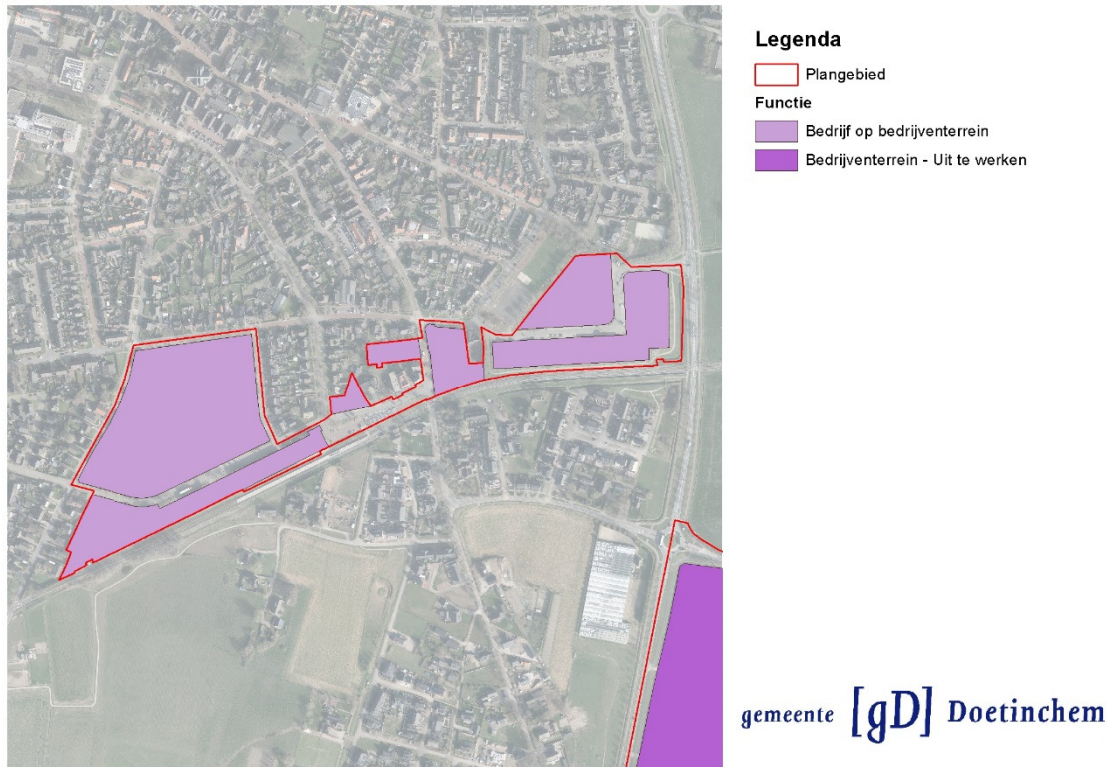 Legenda
Plangebied
Functie
Bedrijf op bedrijventerrein
Bedrijventerrein - Uit te werken
gemeente [gD] Doetinchem